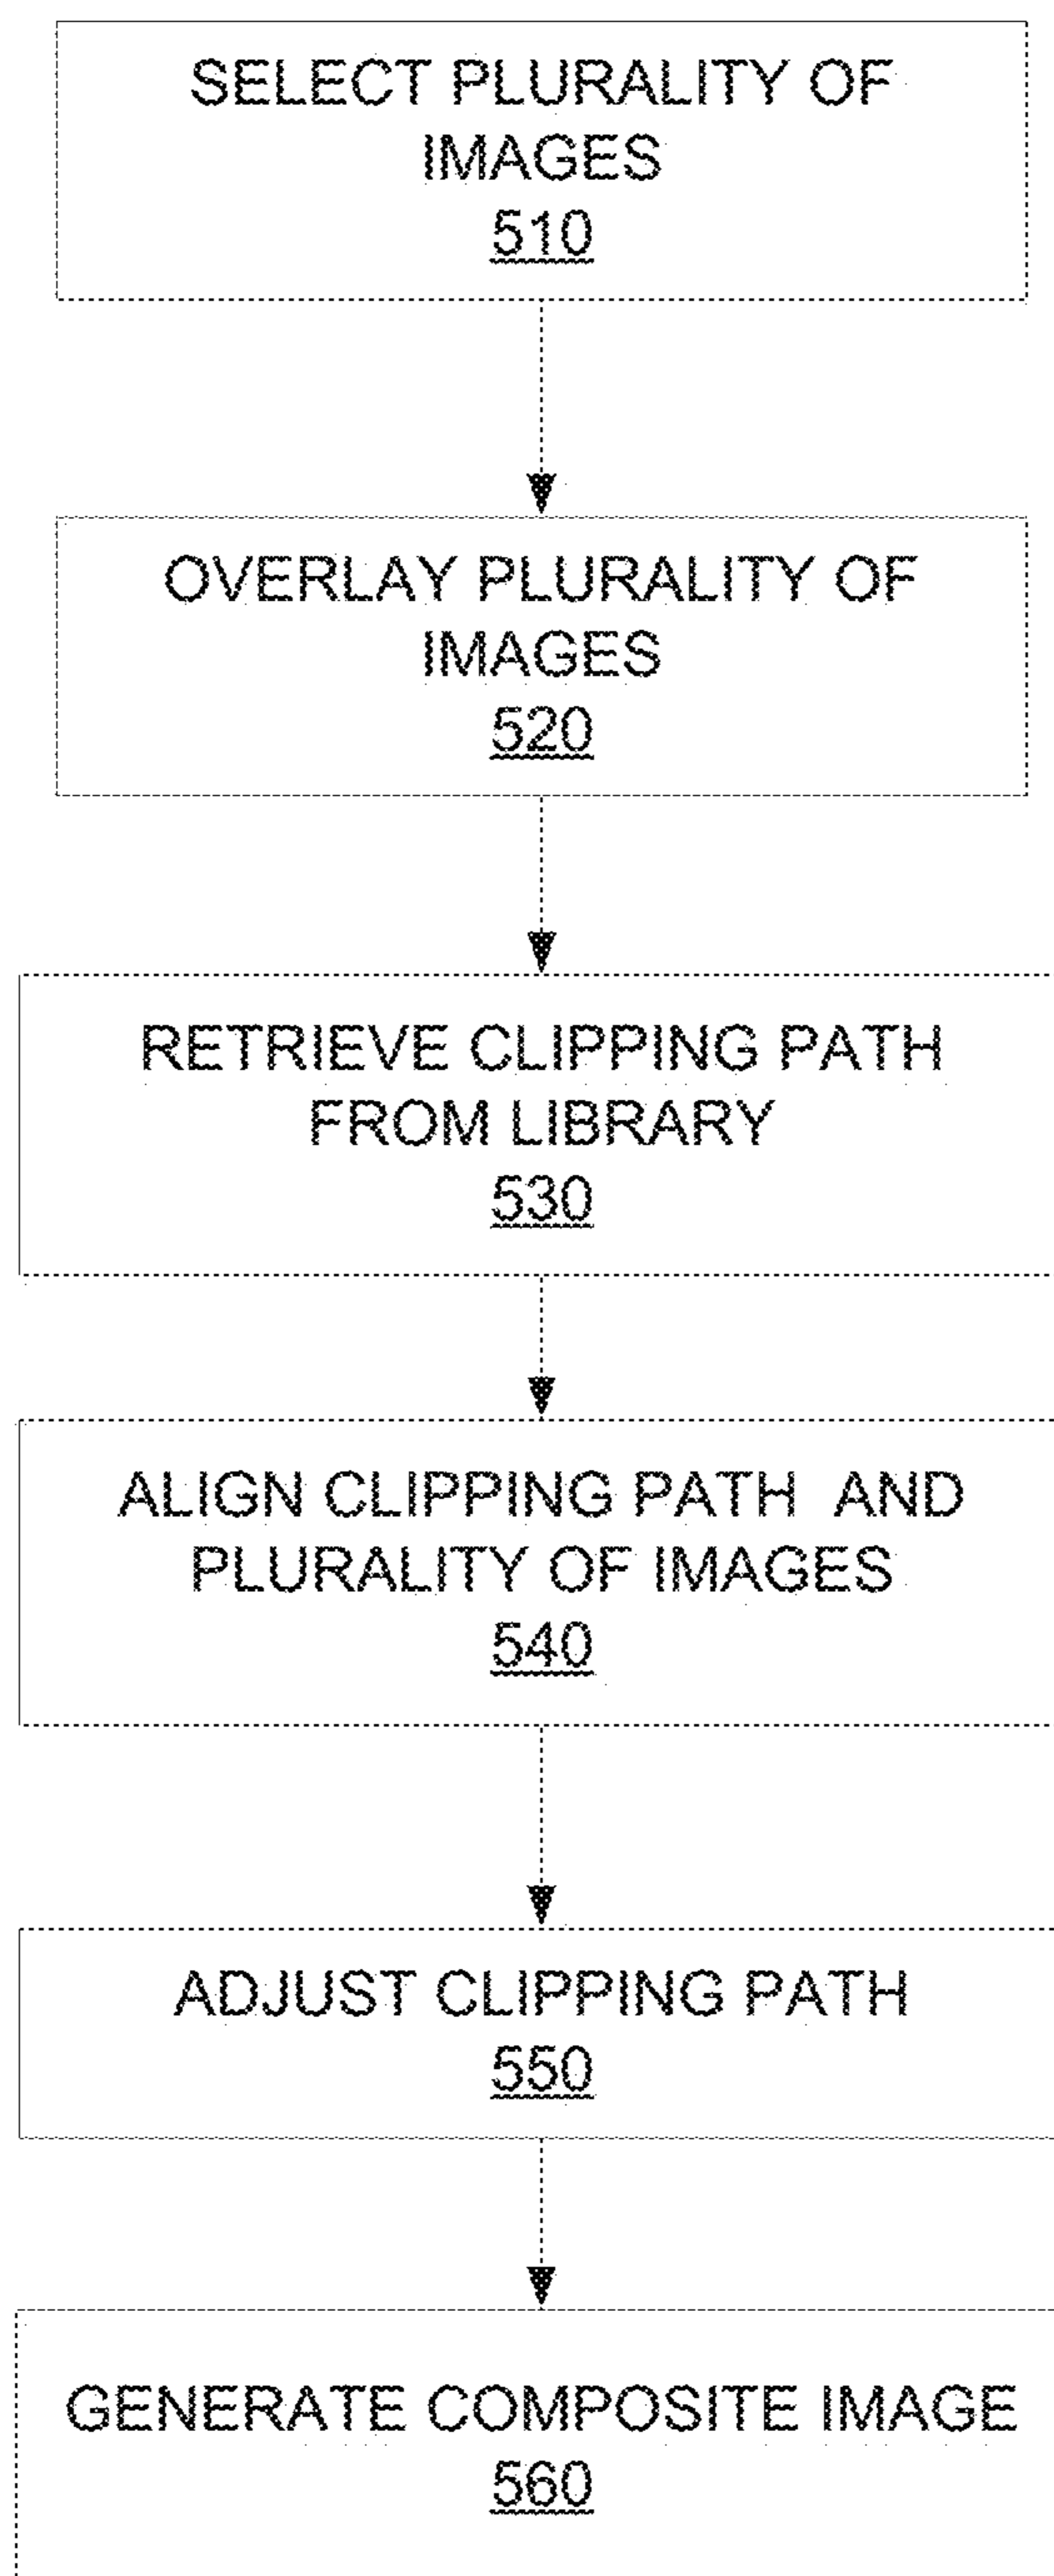 SELECT PLURALITY OF
IMAGES
510
OVERLAY PLURALITY OF
IMAGES
520
RETRIEVE CLIPPING PATH
FROM LIBRARY
530
ALIGN CLIPPING PATH AND
PLURALITY OF IMAGES
540
ADJUST CLIPPING PATH
550
GENERATE COMPOSITE IMAGE
560